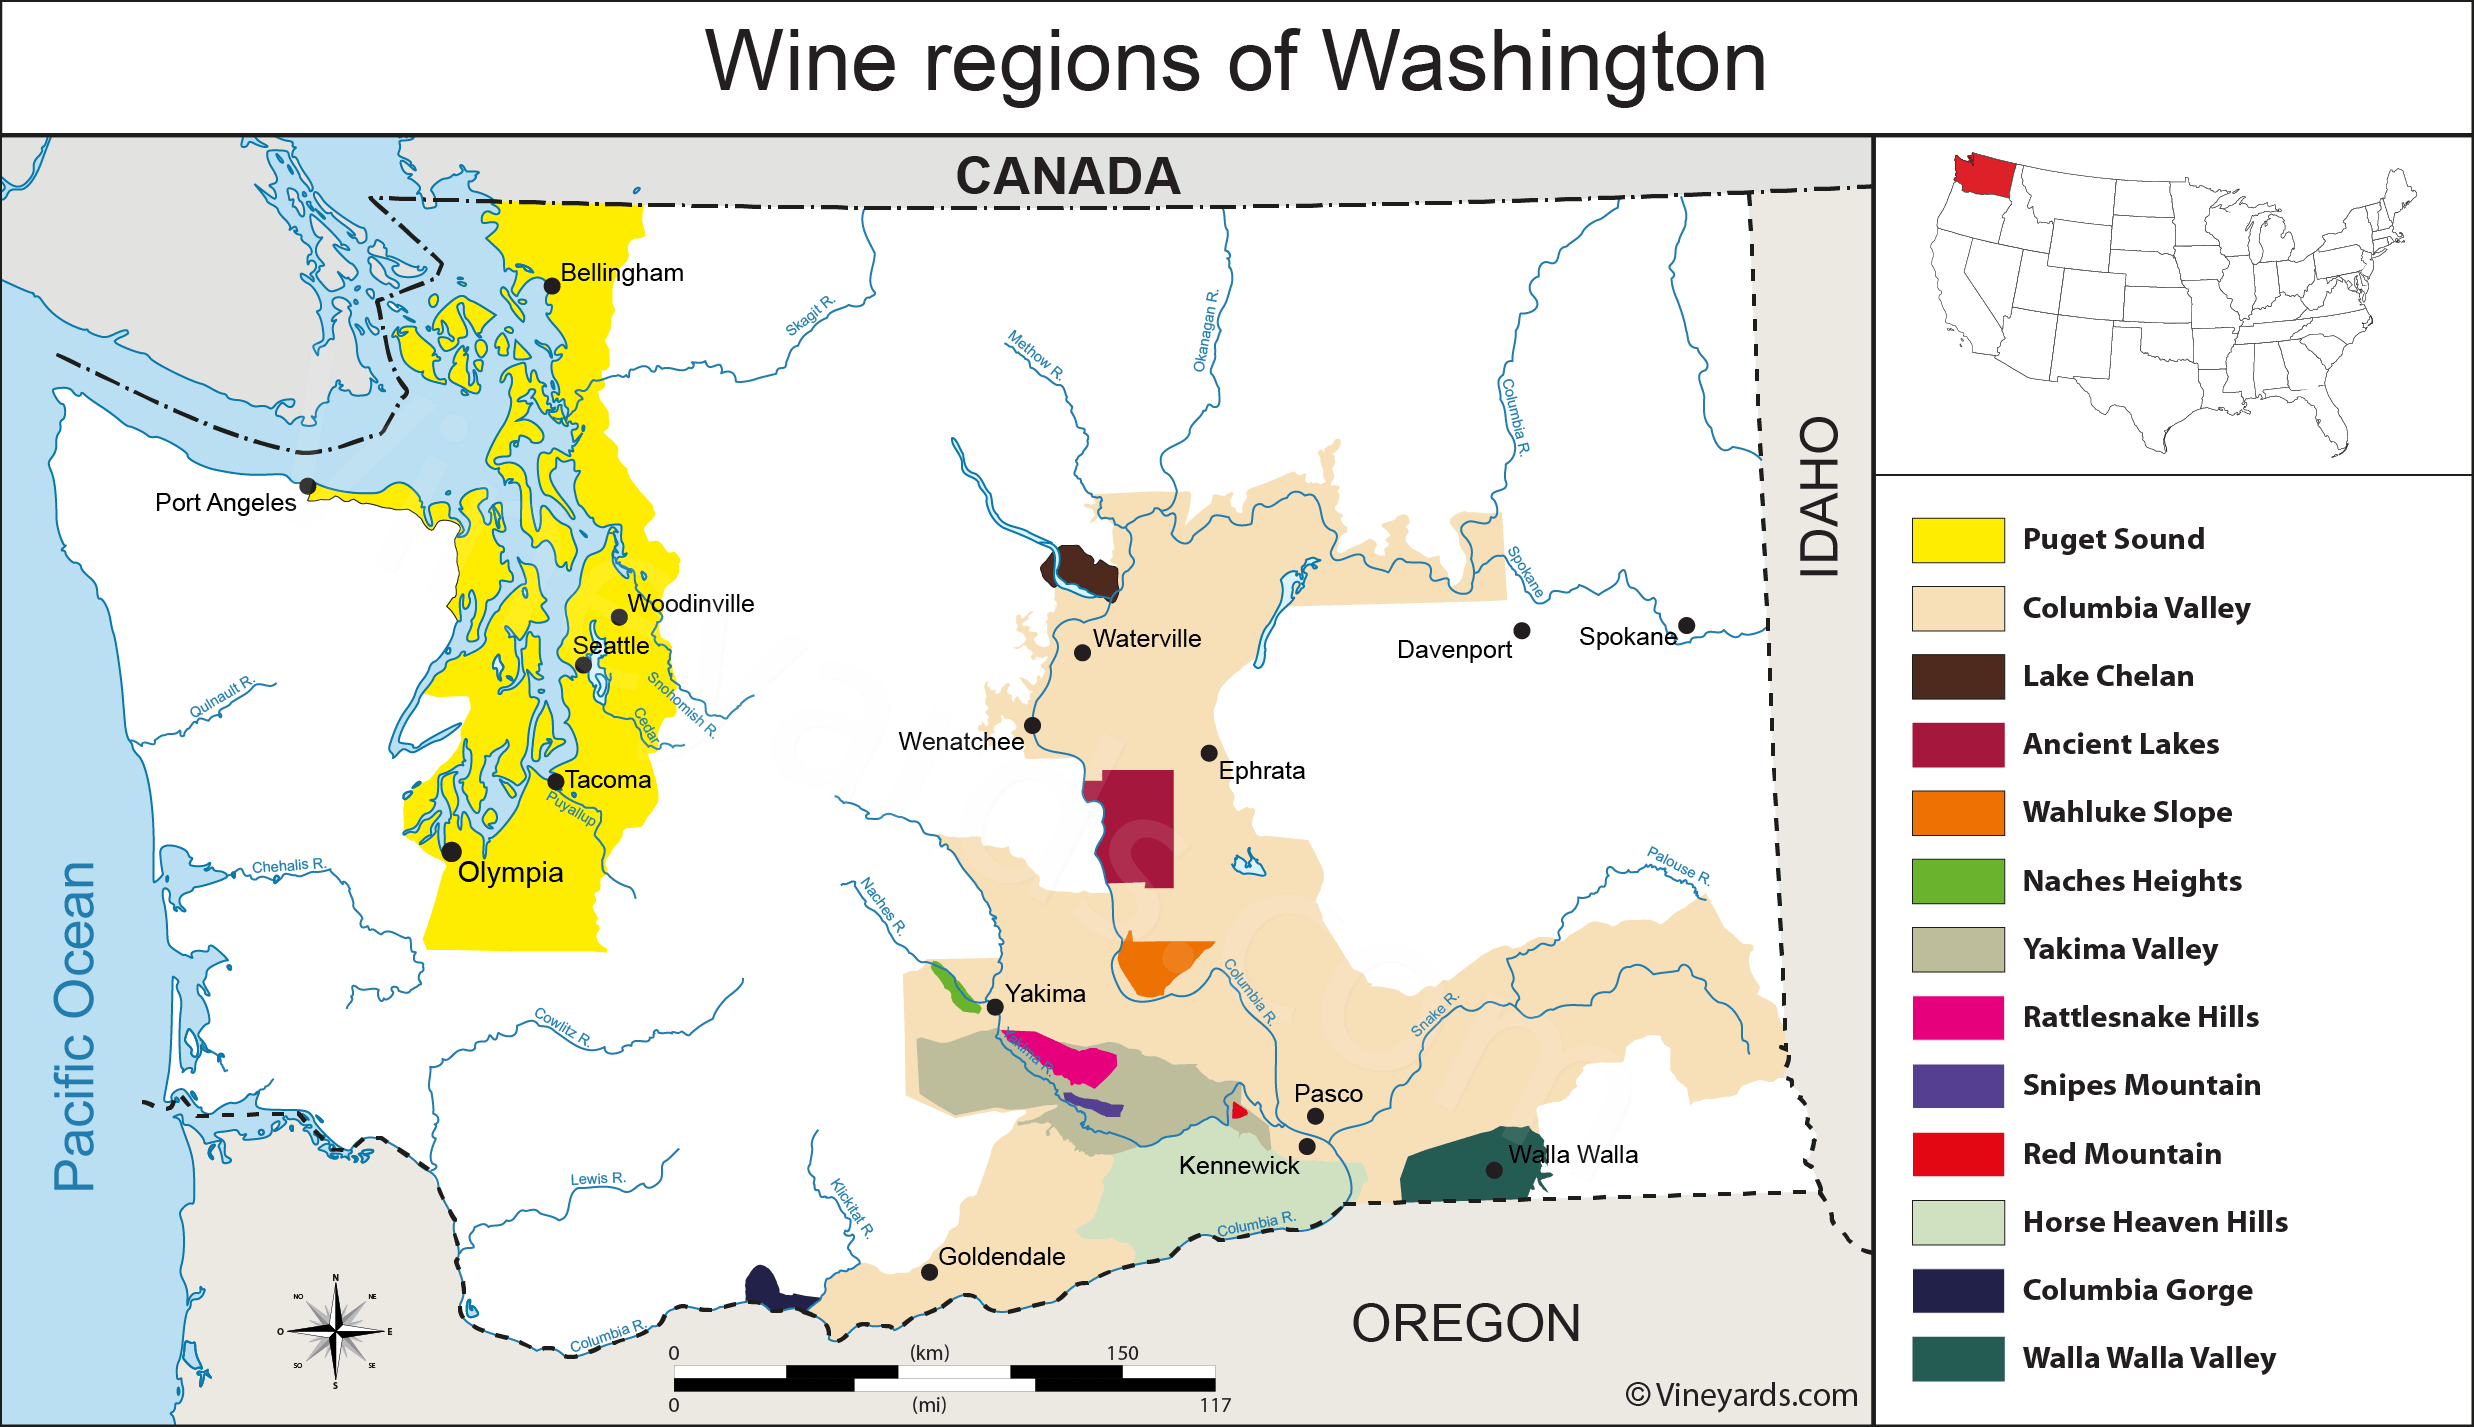 Wine regions of Washington
CANADA
IDAHO
OREGON
Pacific Ocean
Bellingham
Port Angeles
Woodinville
Seattle
Tacoma
Olympia
Waterville
Wenatchee
Ephrata
Davenport
Spokane
Yakima
Pasco
Kennewick
Walla Walla
Goldendale
Skagit R.
Methow R.
Okanagan R.
Columbia R.
Spokane
Snohomish R.
Cedar
Puyallup
Qulnault R.
Chehalis R.
Naches R.
Cowlitz R.
Yakima R.
Columbia R.
Snake R.
Palouse R.
Lewis R.
Klickitat R.
Columbia R.
Columbia R.
N
NE
E
SE
S
SO
O
NO
0 (km) 150
0 (mi) 117
© Vineyards.com
Puget Sound
Columbia Valley
Lake Chelan
Ancient Lakes
Wahluke Slope
Naches Heights
Yakima Valley
Rattlesnake Hills
Snipes Mountain
Red Mountain
Horse Heaven Hills
Columbia Gorge
Walla Walla Valley